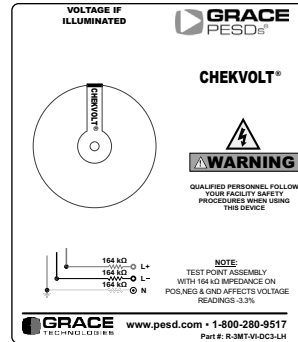 VOLTAGE IF
ILLUMINATED
GRACE
PESDs®
CHEKVOLT®
CHEKVOLT®
WARNING
QUALIFIED PERSONNEL FOLLOW
YOUR FACILITY SAFETY
PROCEDURES WHEN USING
THIS DEVICE
164 kΩ
L+
164 kΩ
L–
164 kΩ
N
NOTE:
TEST POINT ASSEMBLY
WITH 164 kΩ IMPEDANCE ON
POS,NEG & GND AFFECTS VOLTAGE
READINGS -3.3%
GRACE
TECHNOLOGIES
www.pesd.com • 1-800-280-9517
Part #: R-3MT-VI-DC3-LH